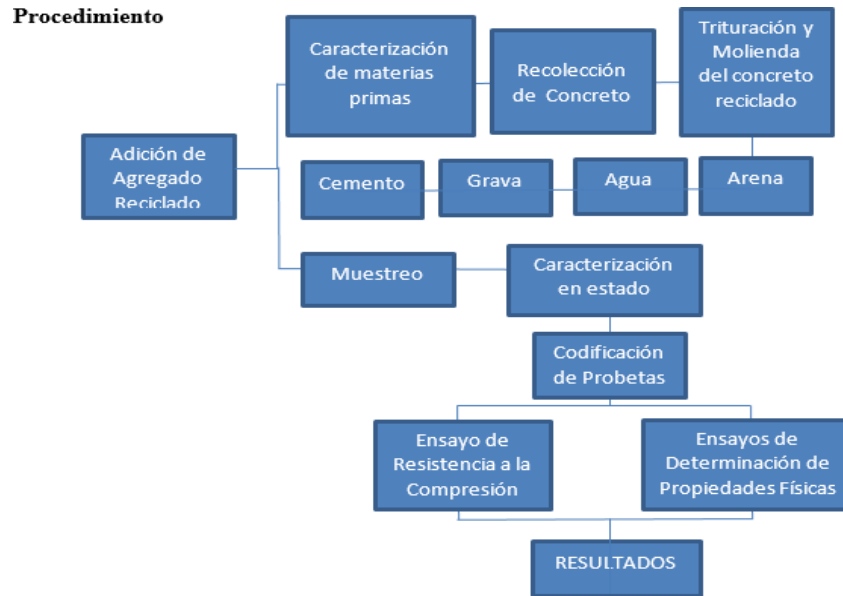 Procedimiento
Caracterización
de materias
primas
Recolección
de Concreto
Trituración y
Molienda
del concreto
reciclado
Adición de
Agregado
Reciclado
Cemento
Grava
Agua
Arena
Muestreo
Caracterización
en estado
Codificación
de Probetas
Ensayo de
Resistencia a la
Compresión
Ensayos de
Determinación de
Propiedades Físicas
RESULTADOS